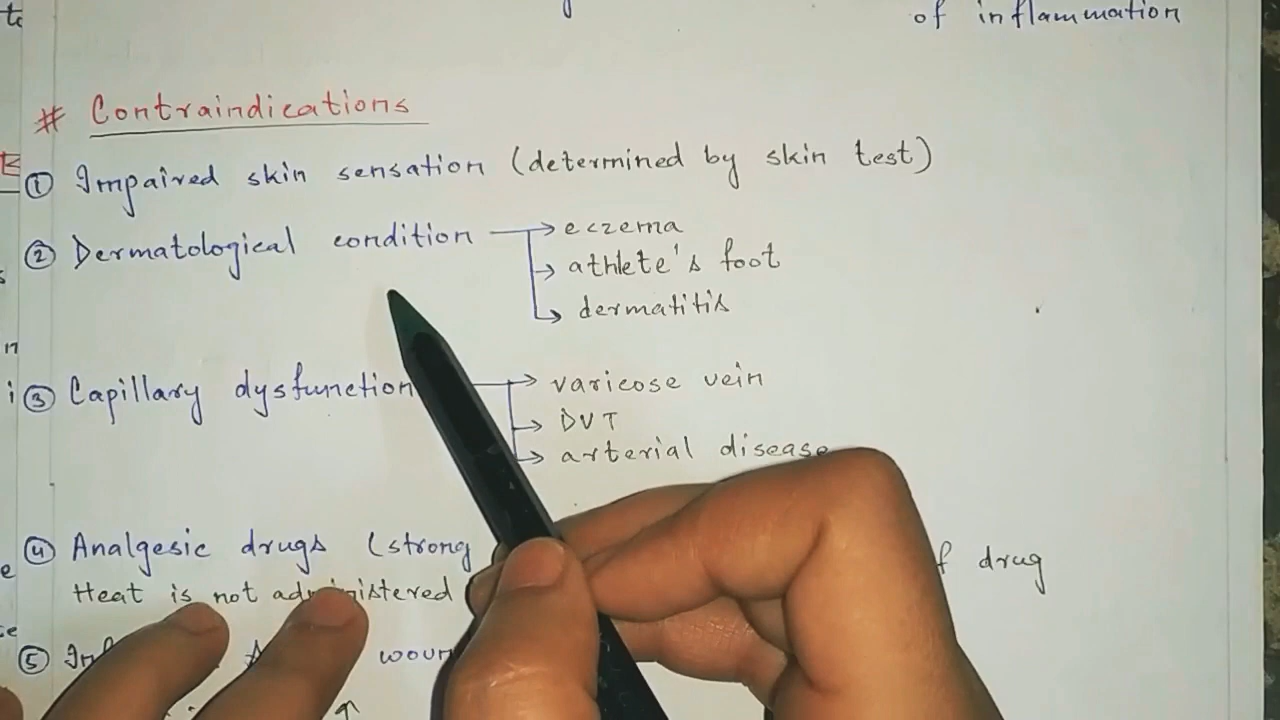 of inflammation
# Contraindications
① Impaired skin sensation (determined by skin test)
② Dermatological condition → eczema
→ athlete's foot
→ dermatitis
③ Capillary dysfunction → varicose vein
→ DVT
→ arterial disease
④ Analgesic drugs (strong drug
Heat is not administered
⑤